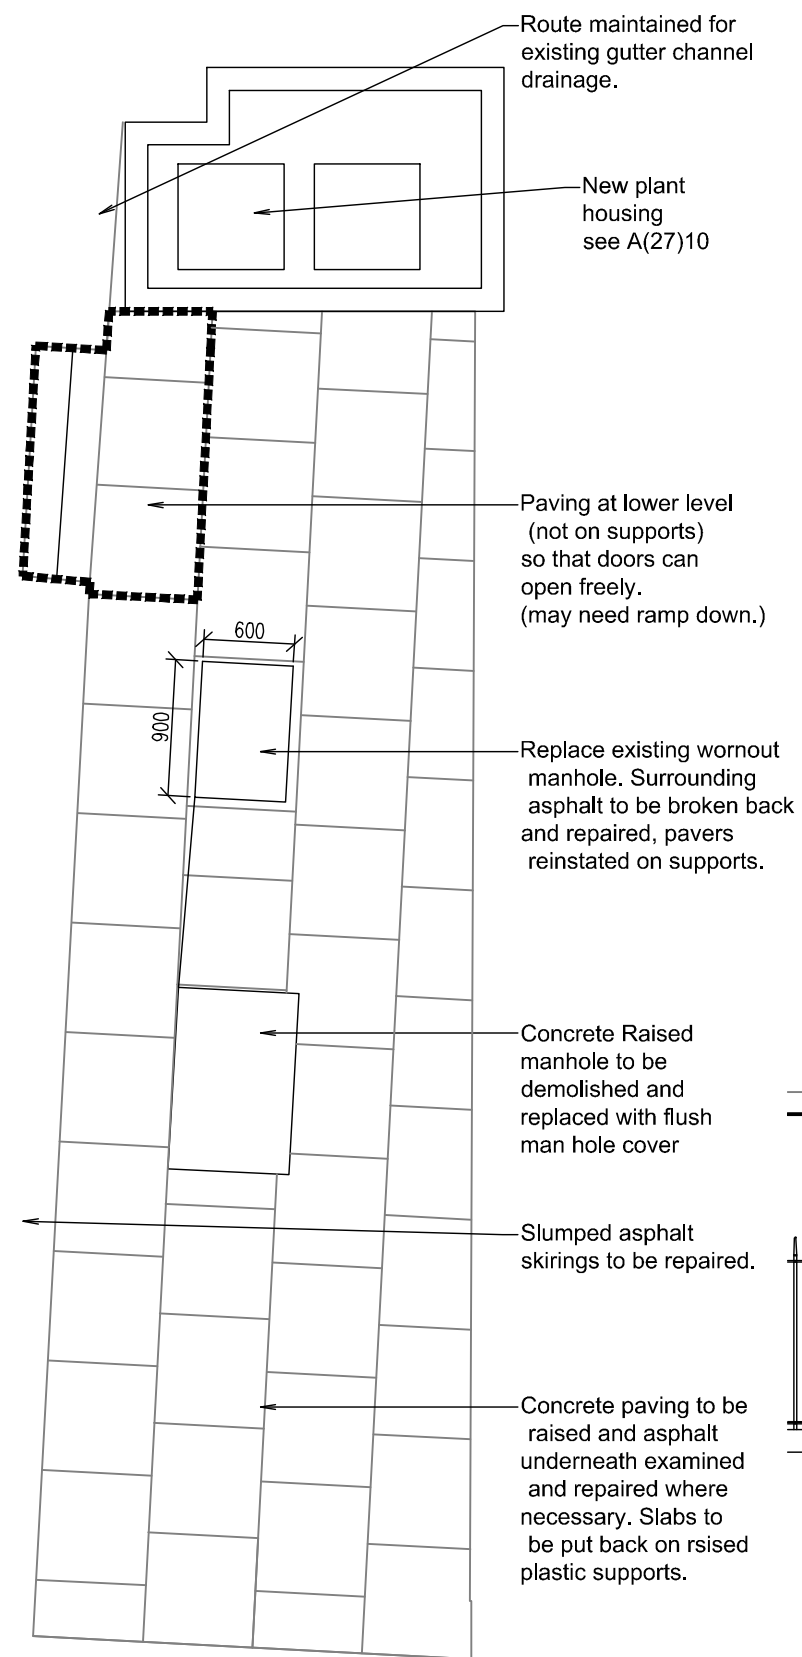 Route maintained for
existing gutter channel
drainage.
New plant
housing
see A(27)10
Paving at lower level
(not on supports)
so that doors can
open freely.
(may need ramp down.)
600
900
Replace existing wornout
manhole. Surrounding
asphalt to be broken back
and repaired, pavers
reinstated on supports.
Concrete Raised
manhole to be
demolished and
replaced with flush
man hole cover
Slumped asphalt
skirings to be repaired.
Concrete paving to be
raised and asphalt
underneath examined
and repaired where
necessary. Slabs to
be put back on rsised
plastic supports.